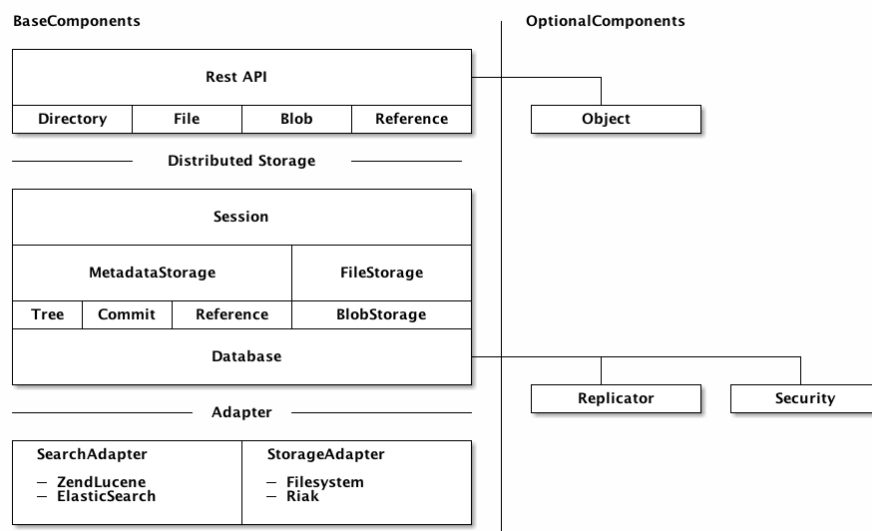 BaseComponents
OptionalComponents
Rest API
Directory
File
Blob
Reference
Object
Distributed Storage
Session
MetadataStorage
FileStorage
Tree
Commit
Reference
BlobStorage
Database
Replicator
Security
Adapter
SearchAdapter
StorageAdapter
– ZendLucene
– ElasticSearch
– Filesystem
– Riak